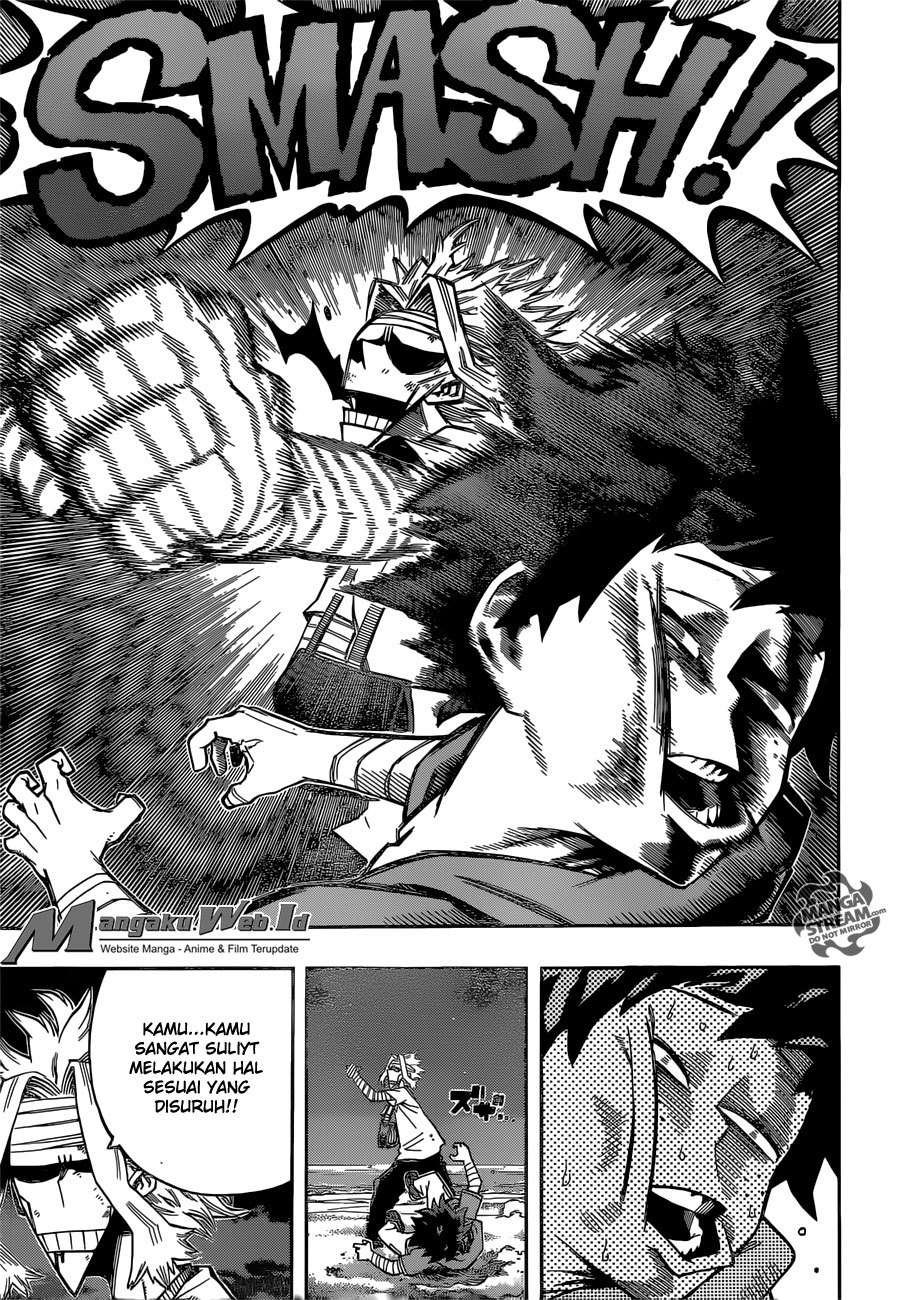 SMASH!
Mangaku.Web.Id
Website Manga - Anime & Film Terupdate
MANGA
STREAM.com
DO NOT MIRROR
KAMU...KAMU
SANGAT SULIYT
MELAKUKAN HAL
SESUAI YANG
DISURUH!!